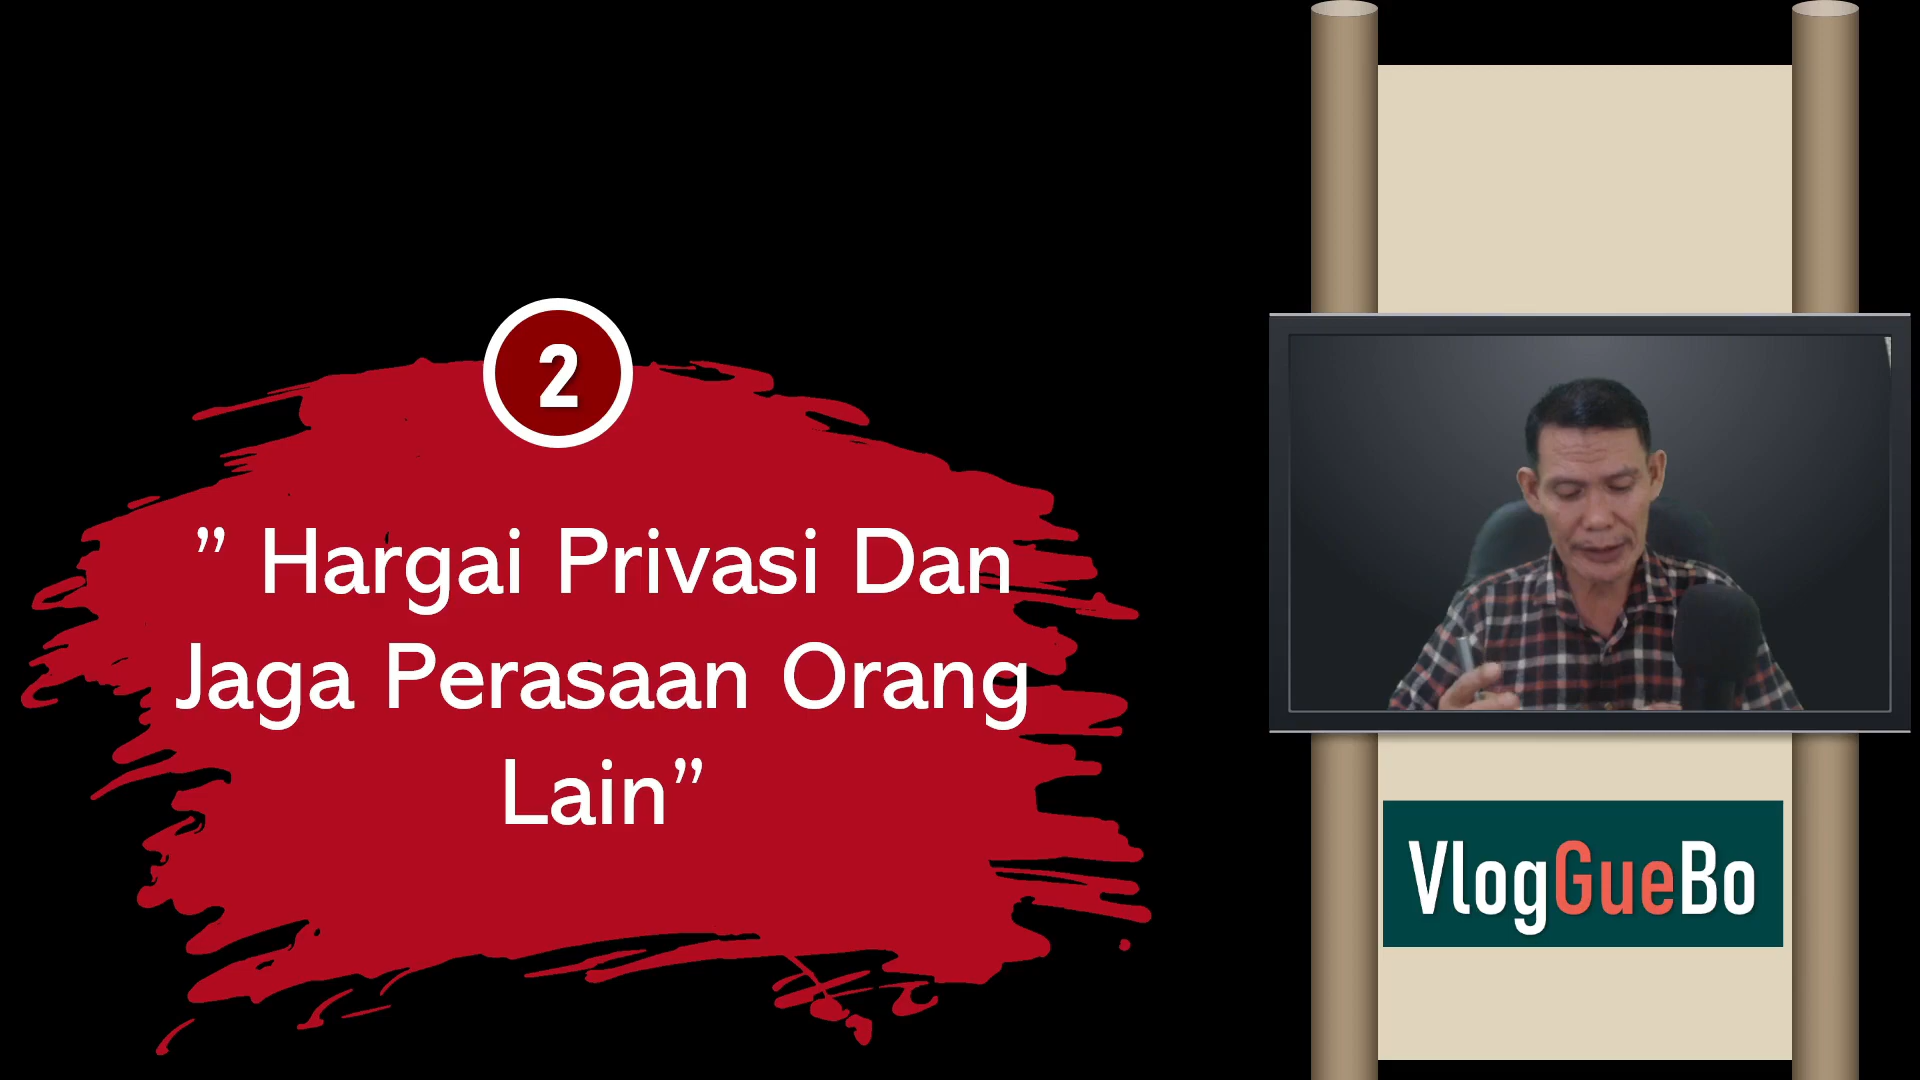 2
” Hargai Privasi Dan
Jaga Perasaan Orang
Lain”
VlogGueBo